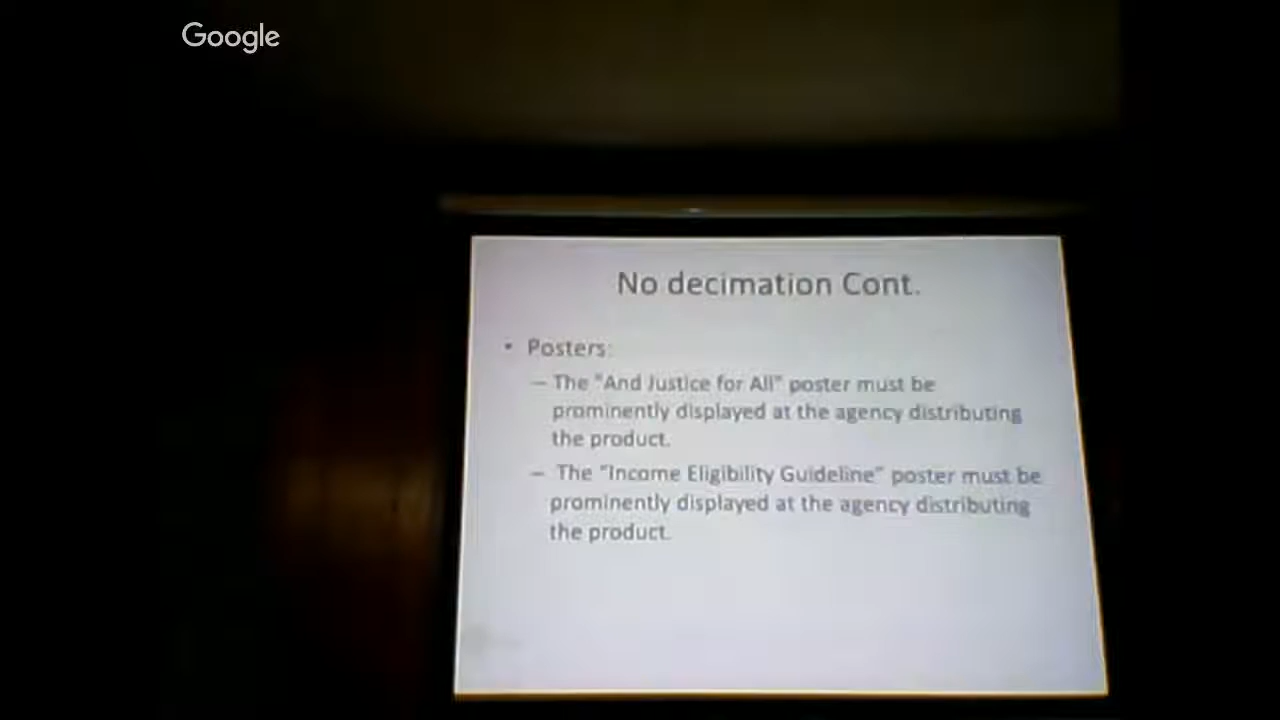 Google
No decimation Cont.
• Posters:
– The "And Justice for All" poster must be
prominently displayed at the agency distributing
the product.
– The "Income Eligibility Guideline" poster must be
prominently displayed at the agency distributing
the product.